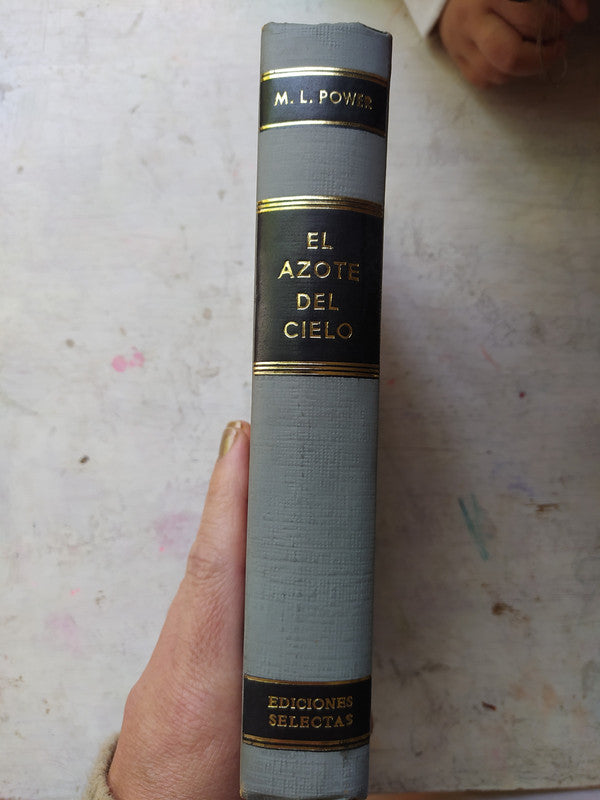 M. L. POWER
EL
AZOTE
DEL
CIELO
EDICIONES
SELECTAS